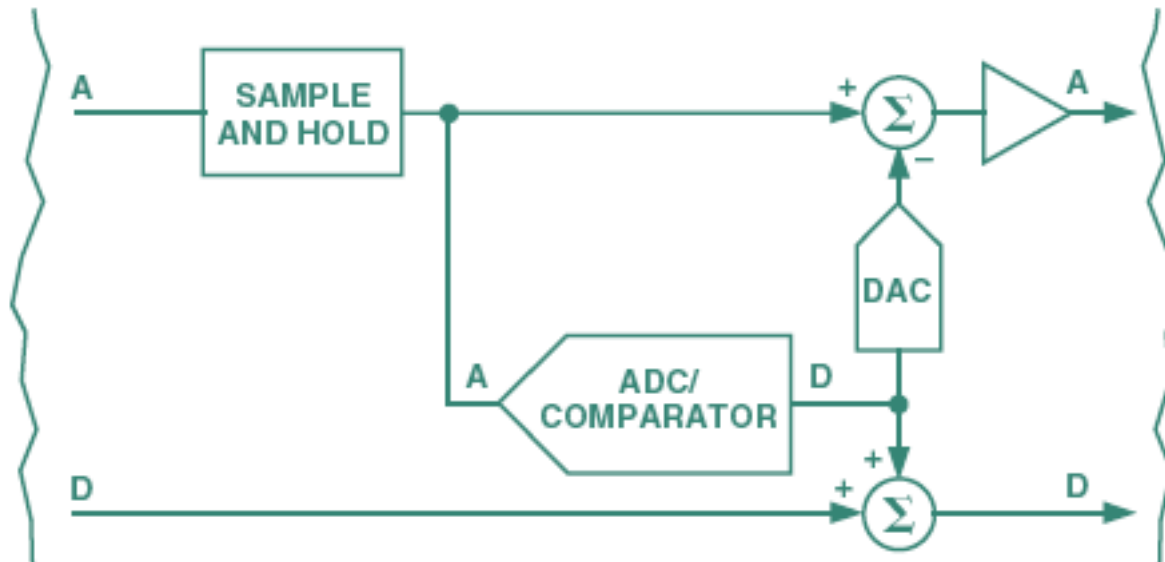 A
SAMPLE
AND HOLD
+
Σ
A
−
DAC
A
ADC/
COMPARATOR
D
+
D
+
Σ
D